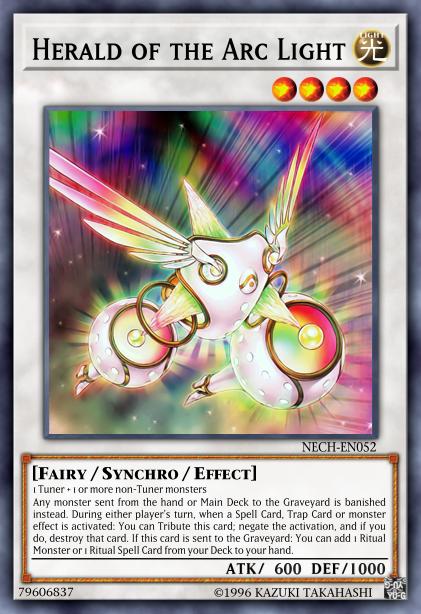 HERALD OF THE ARC LIGHT
LIGHT
光
NECH-EN052
[FAIRY / SYNCHRO / EFFECT]
1 Tuner + 1 or more non-Tuner monsters
Any monster sent from the hand or Main Deck to the Graveyard is banished
instead. During either player's turn, when a Spell Card, Trap Card or monster
effect is activated: You can Tribute this card; negate the activation, and if you
do, destroy that card. If this card is sent to the Graveyard: You can add 1 Ritual
Monster or 1 Ritual Spell Card from your Deck to your hand.
ATK/ 600 DEF/1000
79606837
©1996 KAZUKI TAKAHASHI